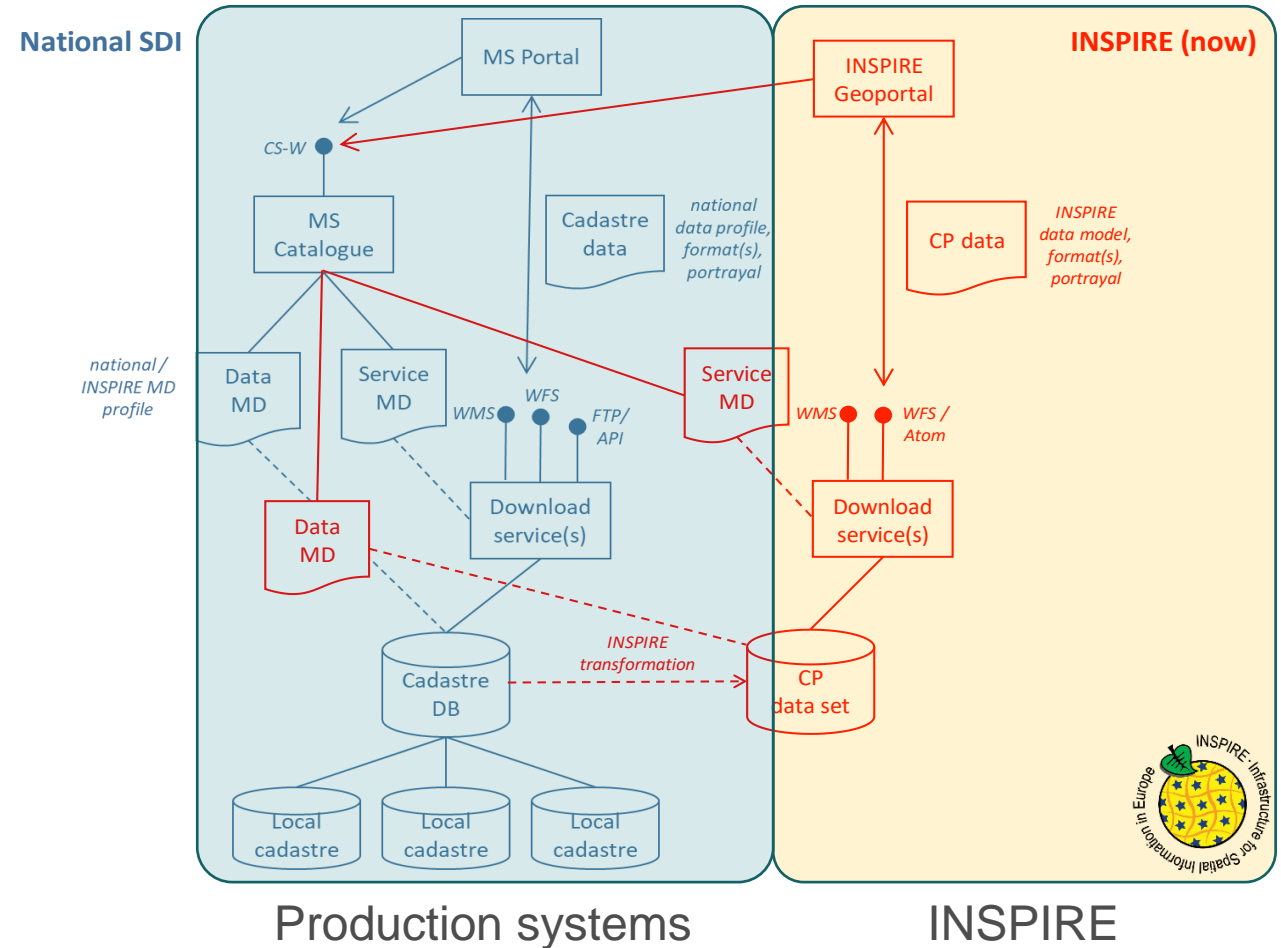 National SDI
INSPIRE (now)
MS Portal
INSPIRE
Geoportal
CS-W
MS
Catalogue
Cadastre
data
national
data profile,
format(s),
portrayal
CP data
INSPIRE
data model,
format(s),
portrayal
national /
INSPIRE MD
profile
Data
MD
Service
MD
WMS
WFS
FTP/
API
Service
MD
WMS
WFS /
Atom
Data
MD
Download
service(s)
Download
service(s)
INSPIRE
transformation
Cadastre
DB
CP
data set
Local
cadastre
Local
cadastre
Local
cadastre
INSPIRE · Infrastructure for Spatial Information in Europe
Production systems
INSPIRE